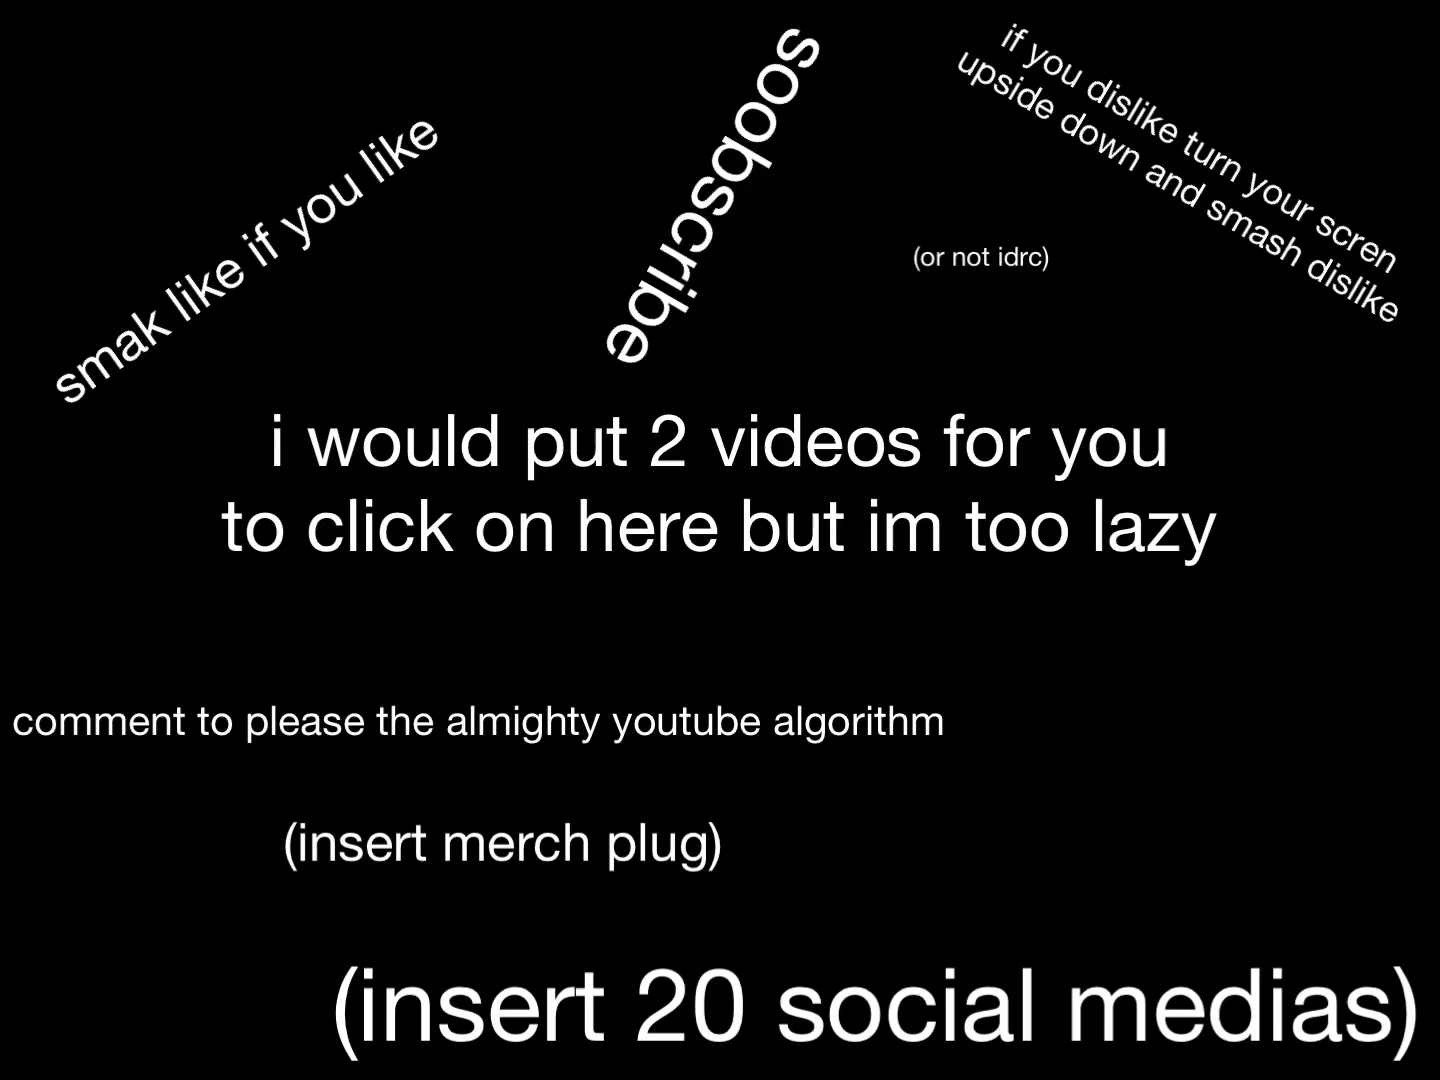 smak like if you like
soobscribe
if you dislike turn your scren
upside down and smash dislike
(or not idrc)
i would put 2 videos for you
to click on here but im too lazy
comment to please the almighty youtube algorithm
(insert merch plug)
(insert 20 social medias)